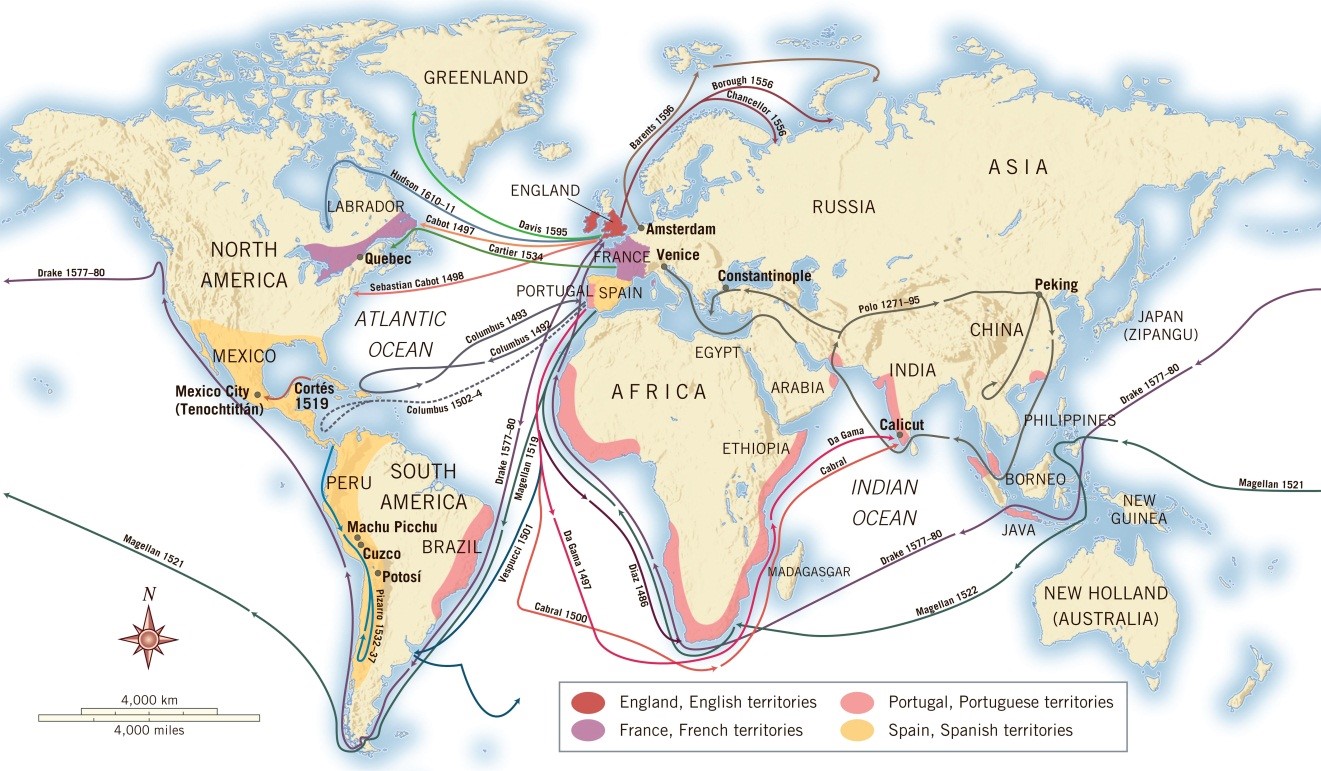 GREENLAND
Borough 1556
Chancellor 1556
Barents 1596
ASIA
ENGLAND
Hudson 1610–11
LABRADOR
RUSSIA
Cabot 1497
Davis 1595
Amsterdam
NORTH
AMERICA
Quebec
Cartier 1534
FRANCE
Venice
Drake 1577–80
Sebastian Cabot 1498
Constantinople
Peking
PORTUGAL
SPAIN
Polo 1271–95
ATLANTIC
OCEAN
Columbus 1493
Columbus 1492
CHINA
JAPAN
(ZIPANGU)
MEXICO
EGYPT
INDIA
Mexico City
(Tenochtitlán)
Cortés
1519
AFRICA
ARABIA
Drake 1577–80
Columbus 1502-4
Calicut
PHILIPPINES
Drake 1577–80
Magellan 1519
ETHIOPIA
Da Gama
Cabral
PERU
SOUTH
AMERICA
BORNEO
Magellan 1521
INDIAN
OCEAN
NEW
GUINEA
Machu Picchu
Cuzco
BRAZIL
JAVA
Magellan 1521
Vespucci 1501
Da Gama 1497
Diaz 1486
Drake 1577–80
Potosí
MADAGASGAR
Pizarro 1532–37
Cabral 1500
Magellan 1522
NEW HOLLAND
(AUSTRALIA)
N
4,000 km
4,000 miles
England, English territories
France, French territories
Portugal, Portuguese territories
Spain, Spanish territories